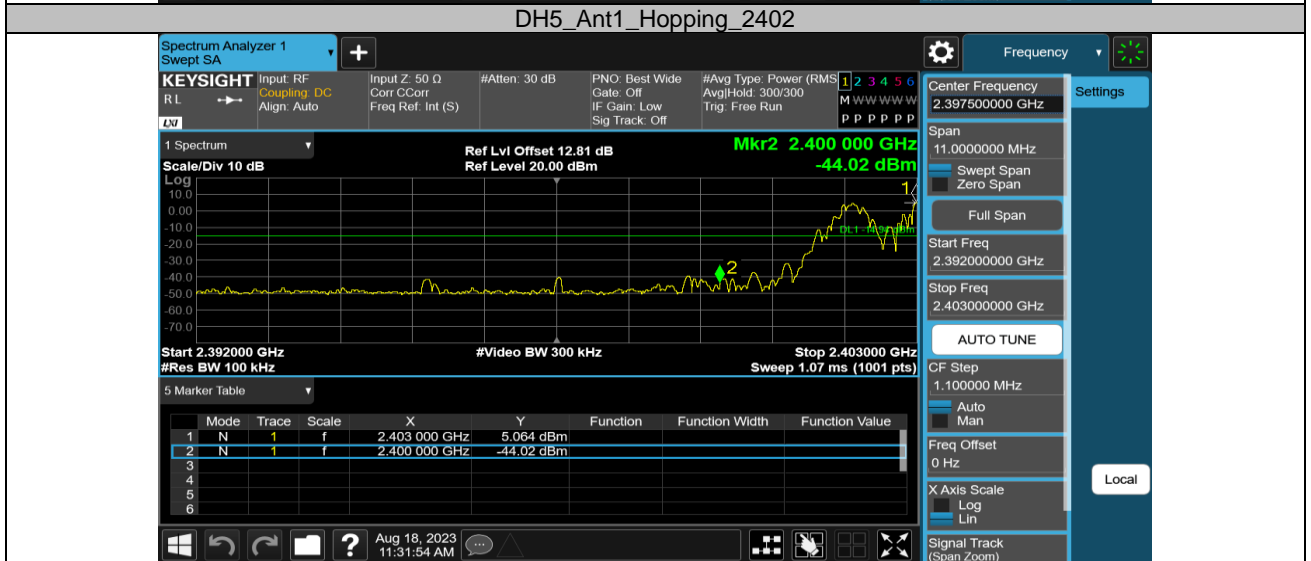 DH5_Ant1_Hopping_2402
Spectrum Analyzer 1
Swept SA
Frequency
KEYSIGHT
RL
LXI
Input: RF
Coupling: DC
Align: Auto
Input Z: 50 Ω
Corr CCorr
Freq Ref: Int (S)
#Atten: 30 dB
PNO: Best Wide
Gate: Off
IF Gain: Low
Sig Track: Off
#Avg Type: Power (RMS
Avg|Hold: 300/300
Trig: Free Run
1 2 3 4 5 6
M W W W W W
P P P P P P
Center Frequency
2.397500000 GHz
Settings
Span
11.0000000 MHz
Swept Span
Zero Span
Full Span
Start Freq
2.392000000 GHz
Stop Freq
2.403000000 GHz
AUTO TUNE
CF Step
1.100000 MHz
Auto
Man
Freq Offset
0 Hz
X Axis Scale
Log
Lin
Signal Track
(Span Zoom)
Local
1 Spectrum
Scale/Div 10 dB
Ref Lvl Offset 12.81 dB
Ref Level 20.00 dBm
Mkr2 2.400 000 GHz
-44.02 dBm
Log
10.0
0.00
-10.0
-20.0
-30.0
-40.0
-50.0
-60.0
-70.0
1
2
DL1 -14.94 dBm
Start 2.392000 GHz
#Res BW 100 kHz
#Video BW 300 kHz
Stop 2.403000 GHz
Sweep 1.07 ms (1001 pts)
5 Marker Table
Mode Trace Scale X Y Function Function Width Function Value
1 N 1 f 2.403 000 GHz 5.064 dBm
2 N 1 f 2.400 000 GHz -44.02 dBm
3
4
5
6
?
Aug 18, 2023
11:31:54 AM